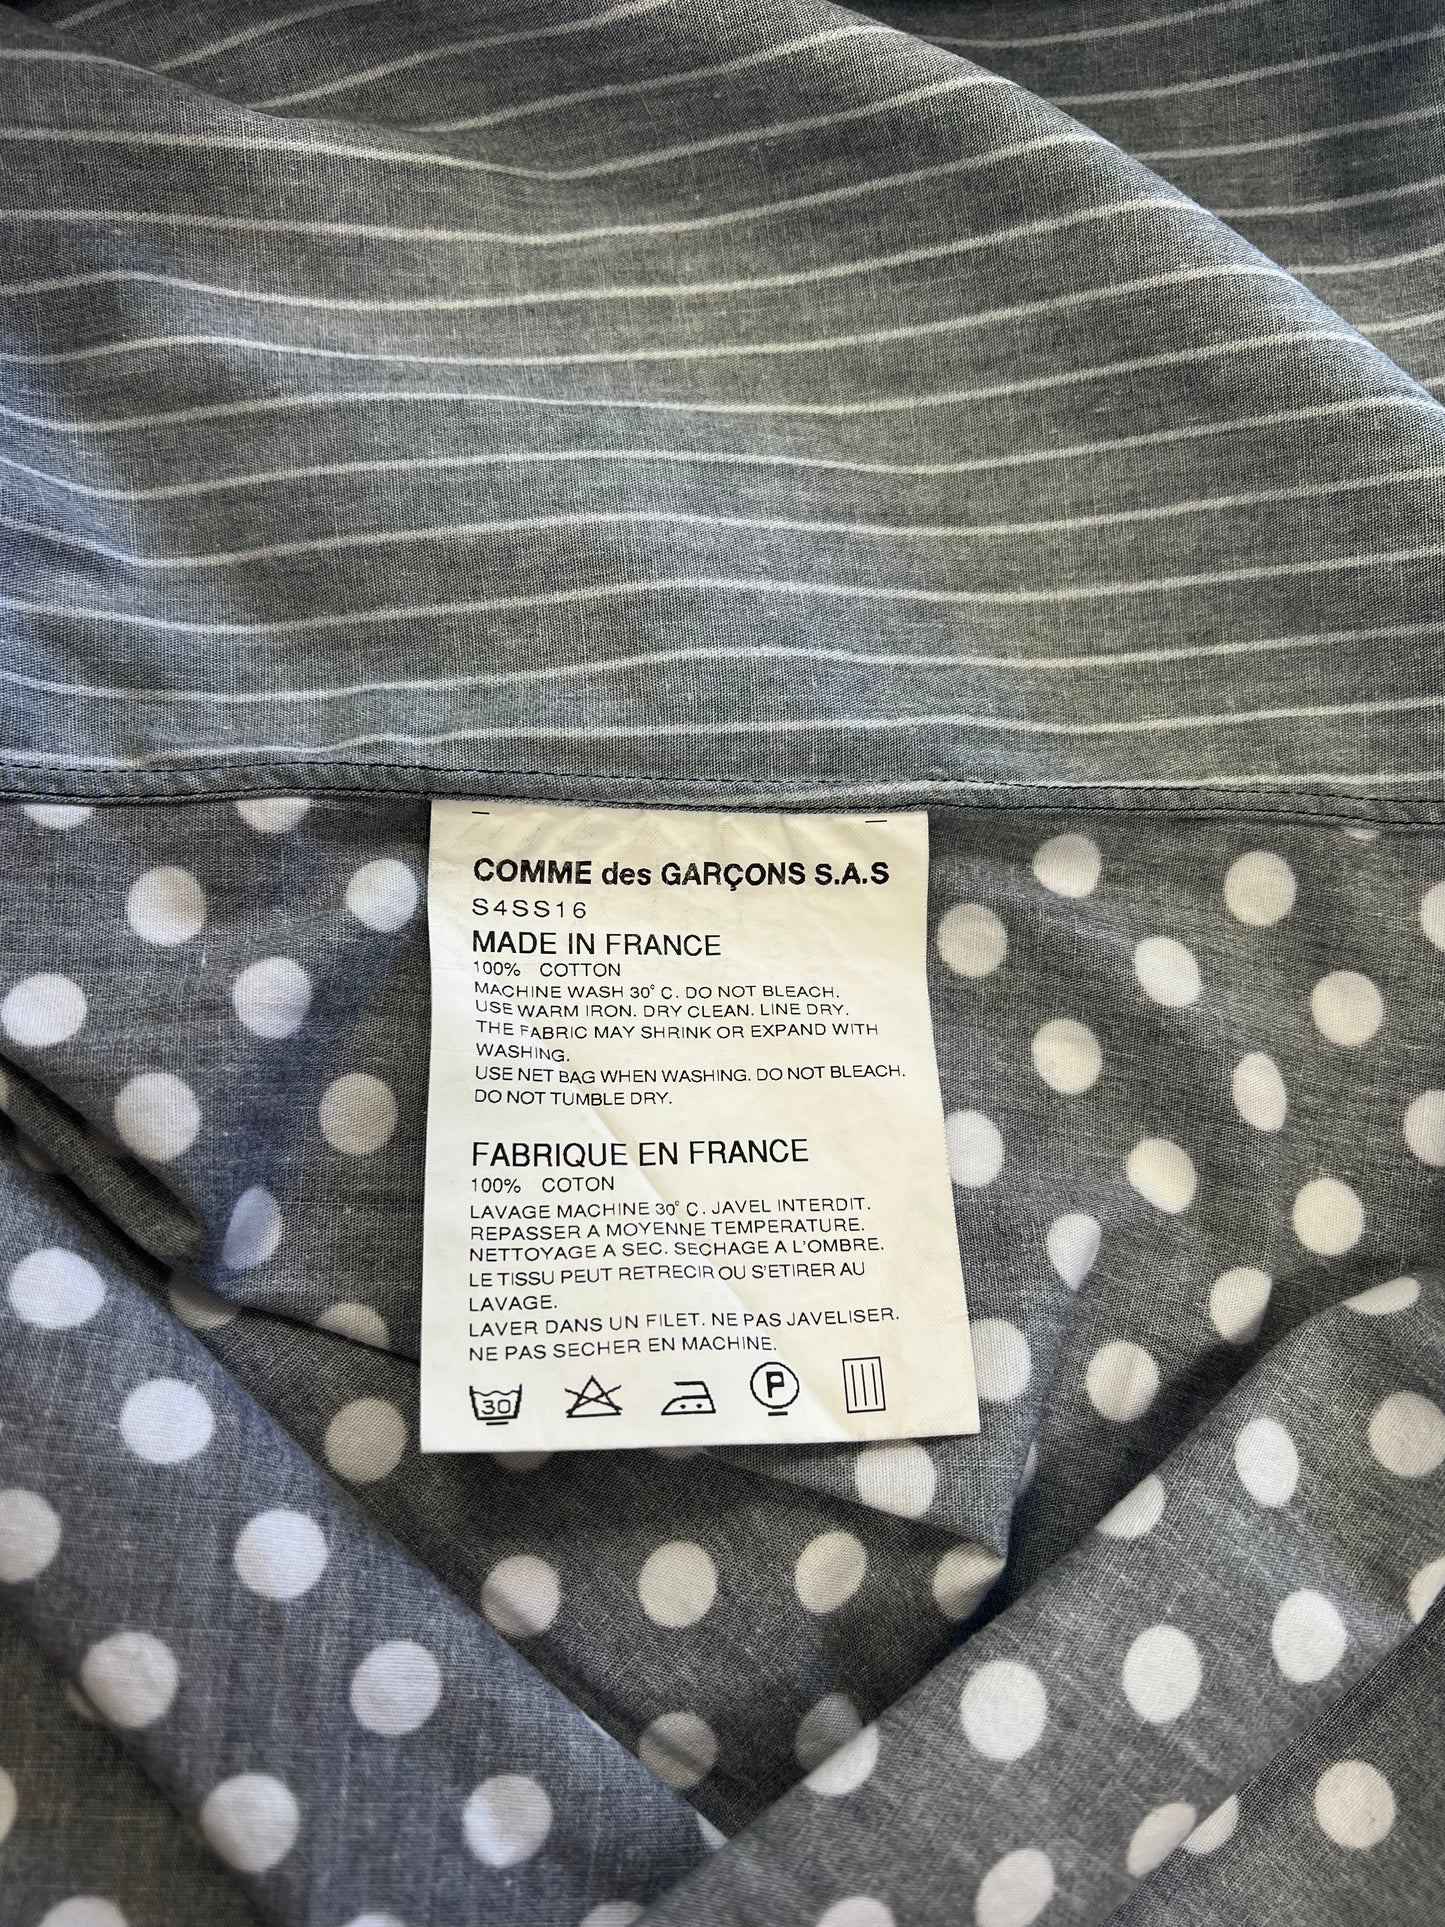 COMME des GARÇONS S.A.S
S4SS16
MADE IN FRANCE
100% COTTON
MACHINE WASH 30° C. DO NOT BLEACH.
USE WARM IRON. DRY CLEAN. LINE DRY.
THE FABRIC MAY SHRINK OR EXPAND WITH
WASHING.
USE NET BAG WHEN WASHING. DO NOT BLEACH.
DO NOT TUMBLE DRY.
FABRIQUE EN FRANCE
100% COTON
LAVAGE MACHINE 30° C. JAVEL INTERDIT.
REPASSER A MOYENNE TEMPERATURE.
NETTOYAGE A SEC. SECHAGE A L'OMBRE.
LE TISSU PEUT RETRECIR OU S'ETIRER AU
LAVAGE.
LAVER DANS UN FILET. NE PAS JAVELISER.
NE PAS SECHER EN MACHINE.
30 P